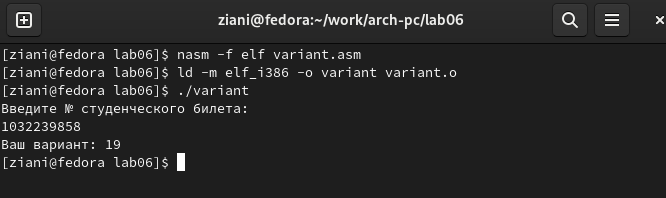 ziani@fedora:~/work/arch-pc/lab06
[ziani@fedora lab06]$ nasm -f elf variant.asm
[ziani@fedora lab06]$ ld -m elf_i386 -o variant variant.o
[ziani@fedora lab06]$ ./variant
Введите № студенческого билета:
1032239858
Ваш вариант: 19
[ziani@fedora lab06]$